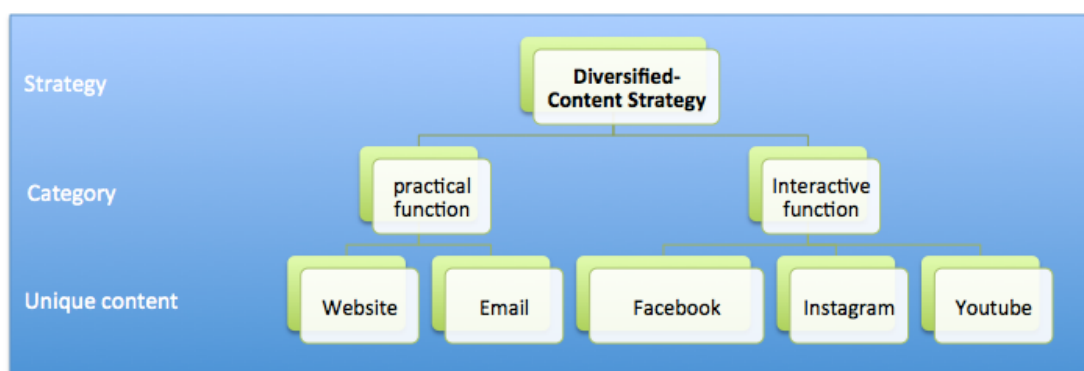 Strategy
Diversified-
Content Strategy
Category
practical
function
Interactive
function
Unique content
Website
Email
Facebook
Instagram
Youtube